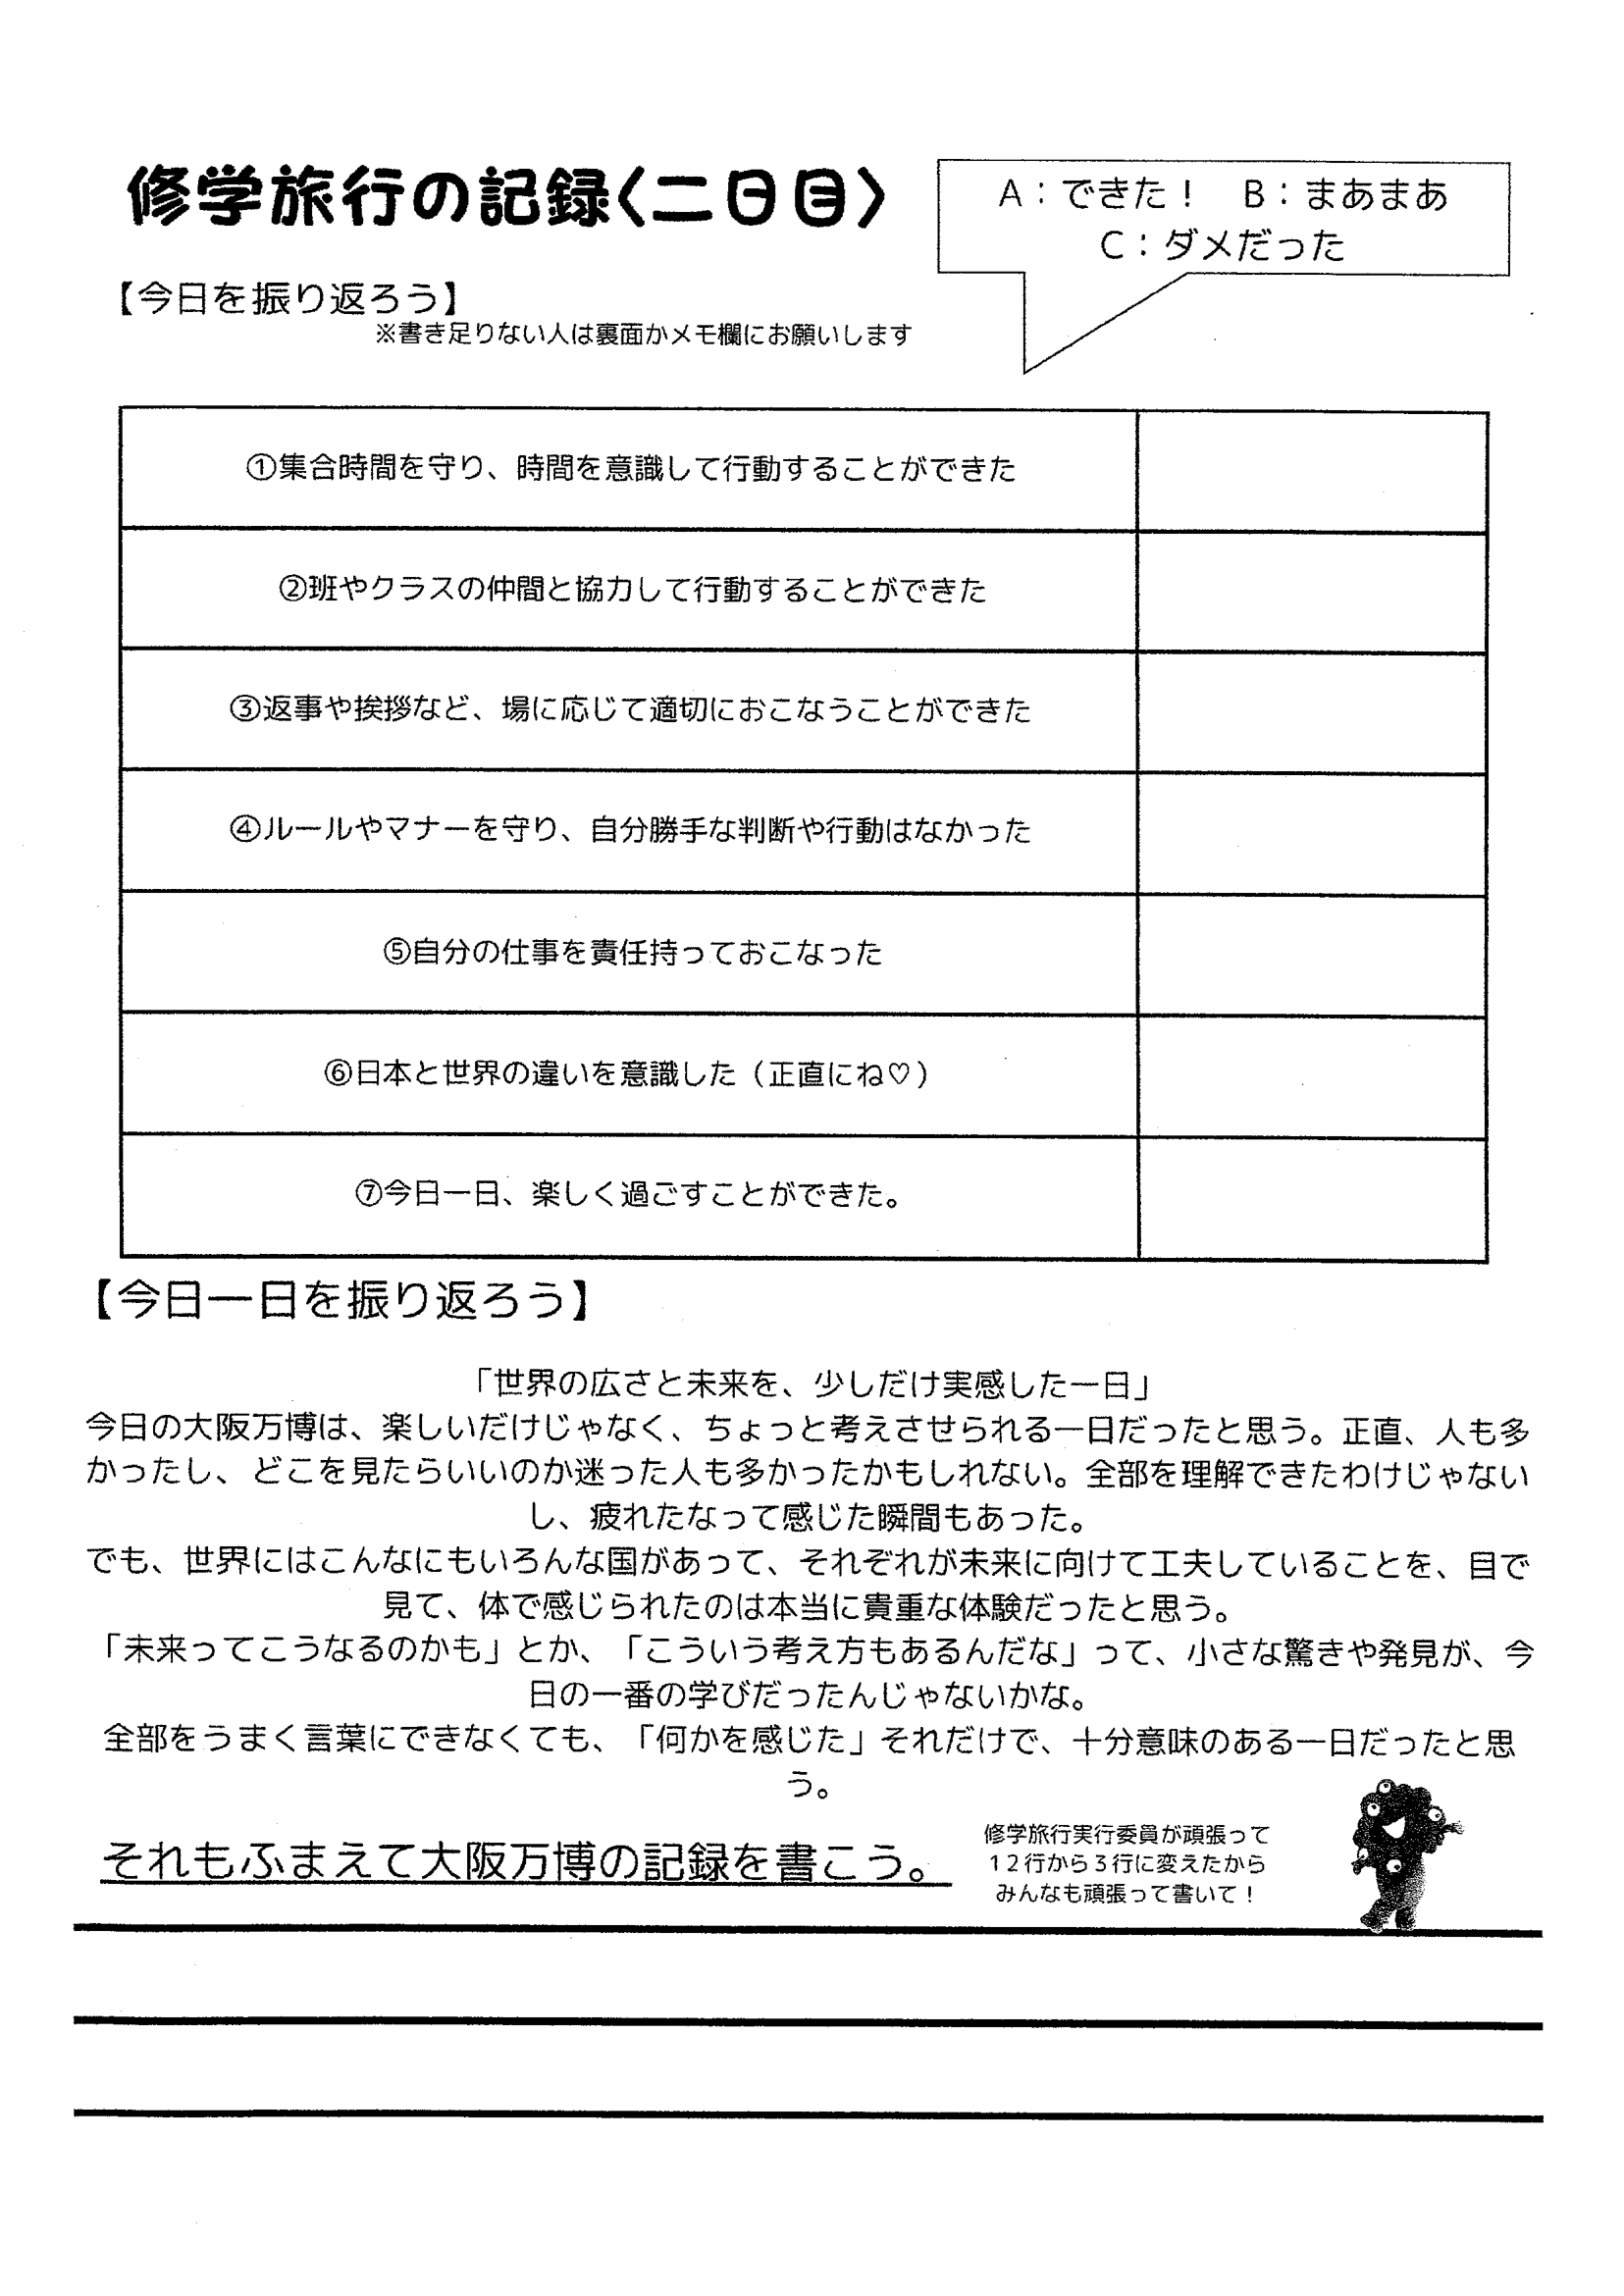 修学旅行の記録〈二日目〉
A：できた！　B：まあまあ
C：ダメだった
【今日を振り返ろう】
※書き足りない人は裏面かメモ欄にお願いします
①集合時間を守り、時間を意識して行動することができた
②班やクラスの仲間と協力して行動することができた
③返事や挨拶など、場に応じて適切におこなうことができた
④ルールやマナーを守り、自分勝手な判断や行動はなかった
⑤自分の仕事を責任持っておこなった
⑥日本と世界の違いを意識した（正直にね♡）
⑦今日一日、楽しく過ごすことができた。
【今日一日を振り返ろう】
「世界の広さと未来を、少しだけ実感した一日」
今日の大阪万博は、楽しいだけじゃなく、ちょっと考えさせられる一日だったと思う。正直、人も多
かったし、どこを見たらいいのか迷った人も多かったかもしれない。全部を理解できたわけじゃない
し、疲れたなって感じた瞬間もあった。
でも、世界にはこんなにもいろんな国があって、それぞれが未来に向けて工夫していることを、目で
見て、体で感じられたのは本当に貴重な体験だったと思う。
「未来ってこうなるのかも」とか、「こういう考え方もあるんだな」って、小さな驚きや発見が、今
日の一番の学びだったんじゃないかな。
全部をうまく言葉にできなくても、「何かを感じた」それだけで、十分意味のある一日だったと思
う。
それもふまえて大阪万博の記録を書こう。
修学旅行実行委員が頑張って
１２行から３行に変えたから
みんなも頑張って書いて！